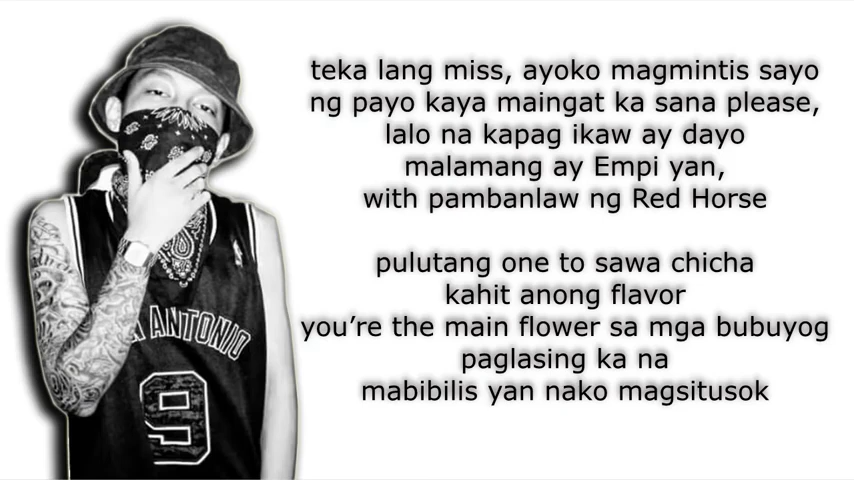 teka lang miss, ayoko magmintis sayo
ng payo kaya maingat ka sana please,
lalo na kapag ikaw ay dayo
malamang ay Empi yan,
with pambanlaw ng Red Horse
pulutang one to sawa chicha
kahit anong flavor
you’re the main flower sa mga bubuyog
paglasing ka na
mabibilis yan nako magsitusok
ANTONIO
9